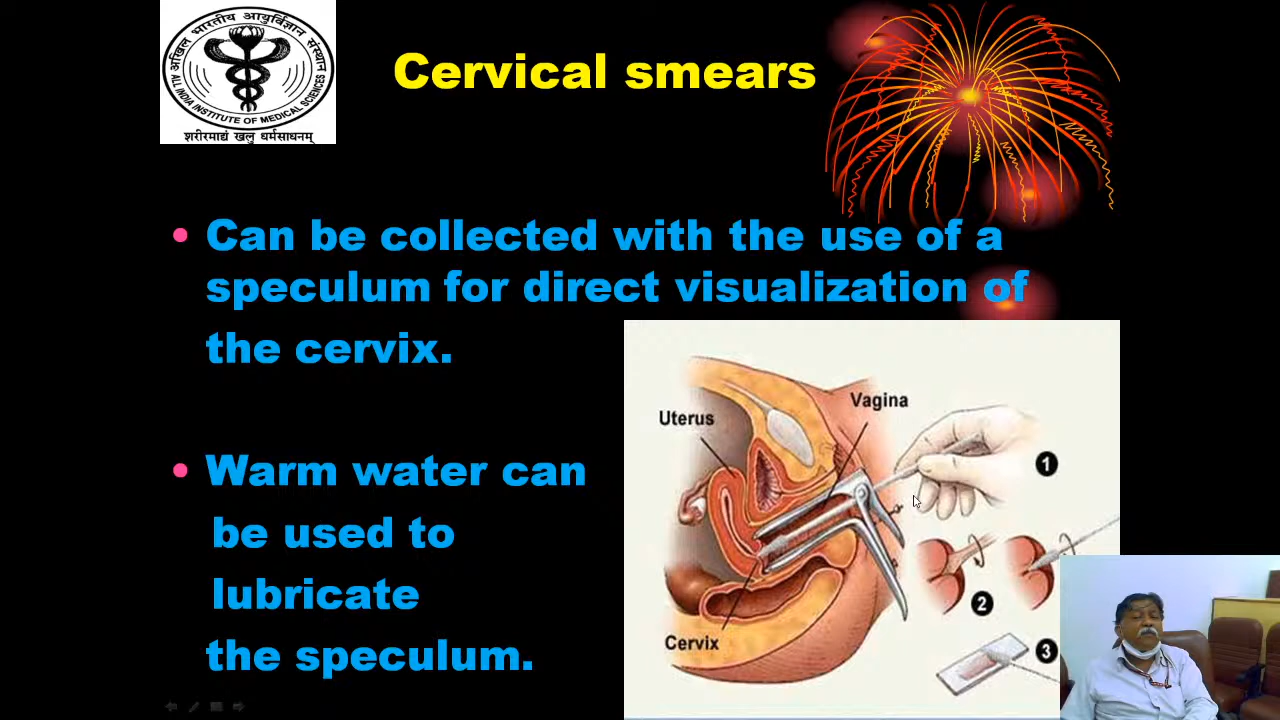 अखिल भारतीय आयुर्विज्ञान संस्थान
ALL INDIA INSTITUTE OF MEDICAL SCIENCES
शरीरमाद्यं खलु धर्मसाधनम्
Cervical smears
• Can be collected with the use of a
speculum for direct visualization of
the cervix.
• Warm water can
be used to
lubricate
the speculum.
Uterus
Vagina
1
2
Cervix
3